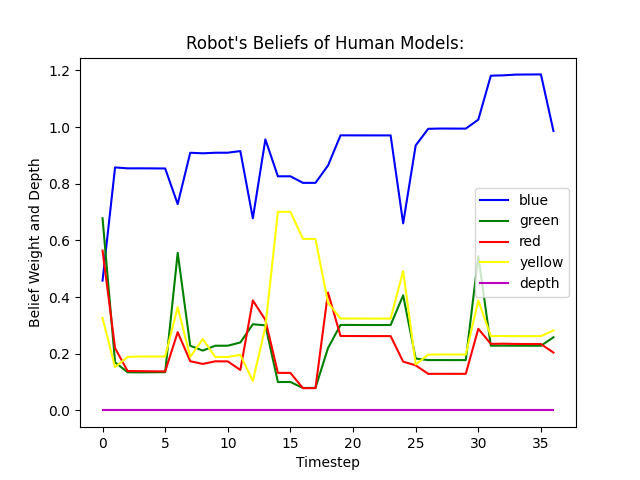 Robot's Beliefs of Human Models:
Belief Weight and Depth
1.2
1.0
0.8
0.6
0.4
0.2
0.0
blue
green
red
yellow
depth
0 5 10 15 20 25 30 35
Timestep